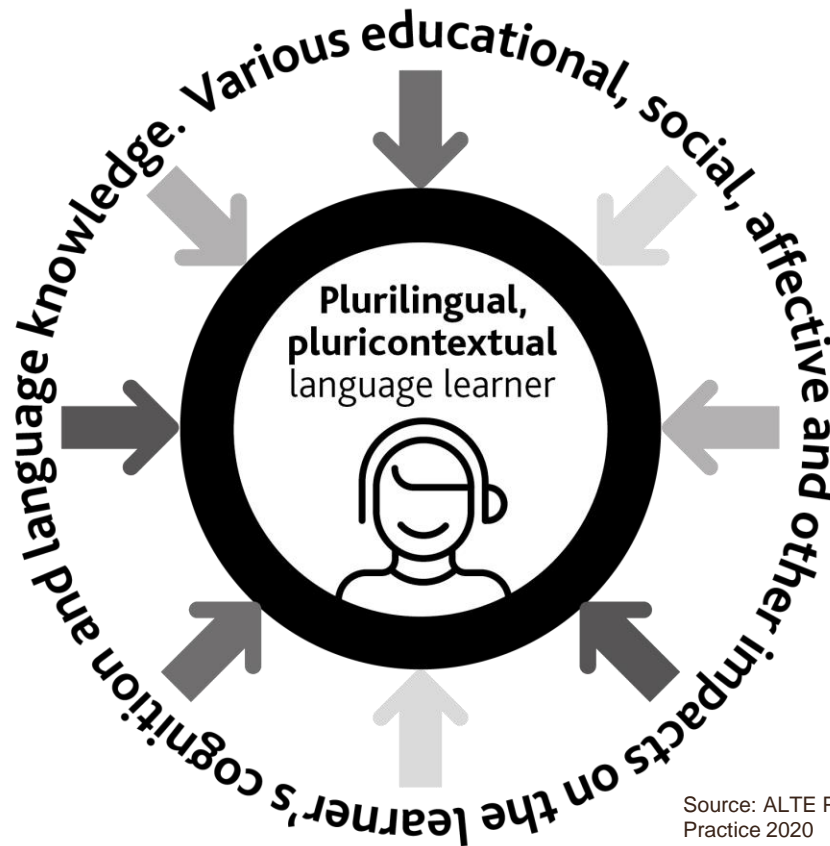 Various educational, social, affective and other impacts on the learner's cognition and language knowledge.
Plurilingual,
pluricontextual
language learner
Source: ALTE
Practice 2020